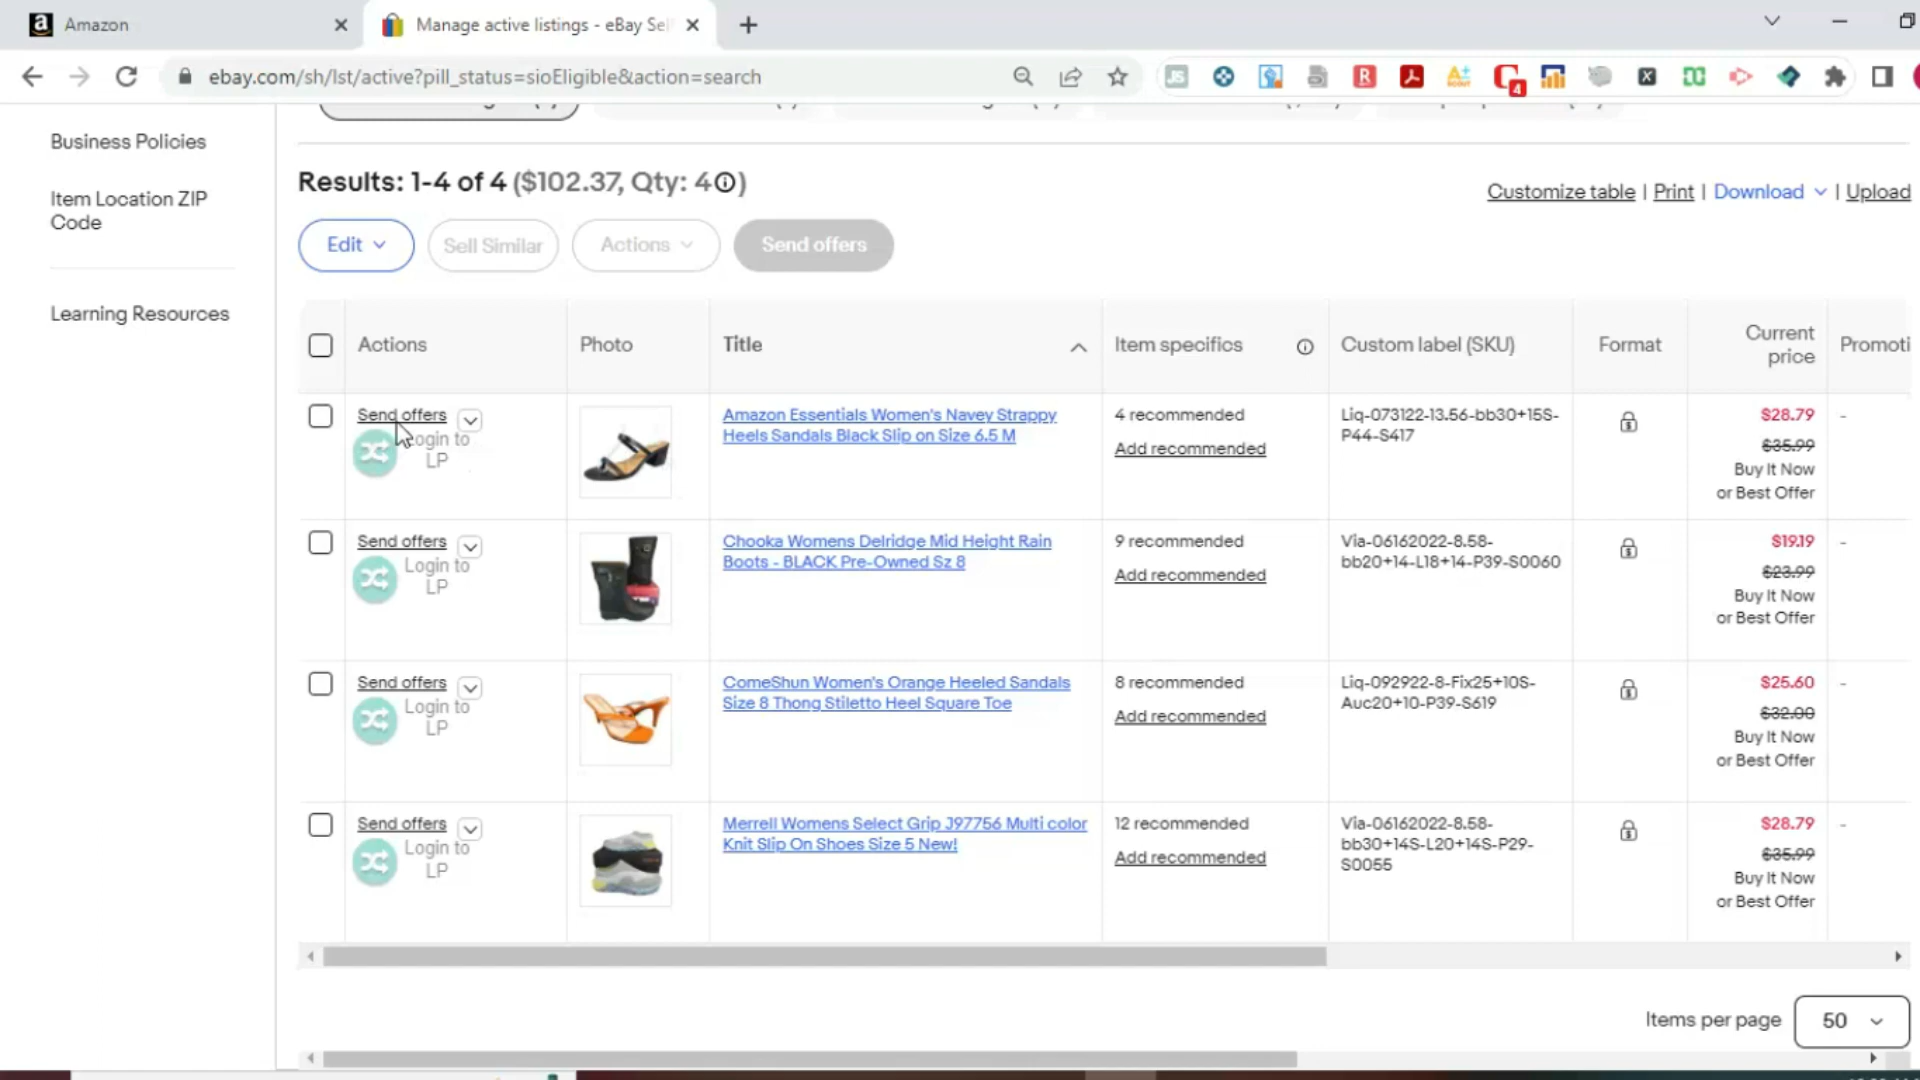 Amazon
Manage active listings - eBay Sel
ebay.com/sh/lst/active?pill_status=sioEligible&action=search
4
Business Policies
Item Location ZIP
Code
Learning Resources
Results: 1-4 of 4 ($102.37, Qty: 4)
Customize table | Print | Download | Upload
Edit
Sell Similar
Actions
Send offers
Actions
Photo
Title
Item specifics
Custom label (SKU)
Format
Current
price
Promoti
Send offers
Login to
LP
Amazon Essentials Women's Navey Strappy
Heels Sandals Black Slip on Size 6.5 M
4 recommended
Add recommended
Liq-073122-13.56-bb30+15S-
P44-S417
$28.79
$35.99
Buy It Now
or Best Offer
-
Send offers
Login to
LP
Chooka Womens Delridge Mid Height Rain
Boots - BLACK Pre-Owned Sz 8
9 recommended
Add recommended
Via-06162022-8.58-
bb20+14-L18+14-P39-S0060
$19.19
$23.99
Buy It Now
or Best Offer
-
Send offers
Login to
LP
ComeShun Women's Orange Heeled Sandals
Size 8 Thong Stiletto Heel Square Toe
8 recommended
Add recommended
Liq-092922-8-Fix25+10S-
Auc20+10-P39-S619
$25.60
$32.00
Buy It Now
or Best Offer
-
Send offers
Login to
LP
Merrell Womens Select Grip J97756 Multi color
Knit Slip On Shoes Size 5 New!
12 recommended
Add recommended
Via-06162022-8.58-
bb30+14S-L20+14S-P29-
S0055
$28.79
$35.99
Buy It Now
or Best Offer
-
Items per page
50